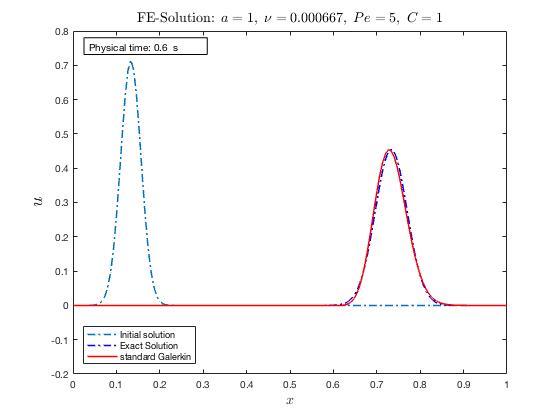 FE-Solution: a = 1, ν = 0.000667, Pe = 5, C = 1
Physical time: 0.6 s
0.8
0.7
0.6
0.5
0.4
0.3
0.2
0.1
0
-0.1
-0.2
u
Initial solution
Exact Solution
standard Galerkin
0 0.1 0.2 0.3 0.4 0.5 0.6 0.7 0.8 0.9 1
x